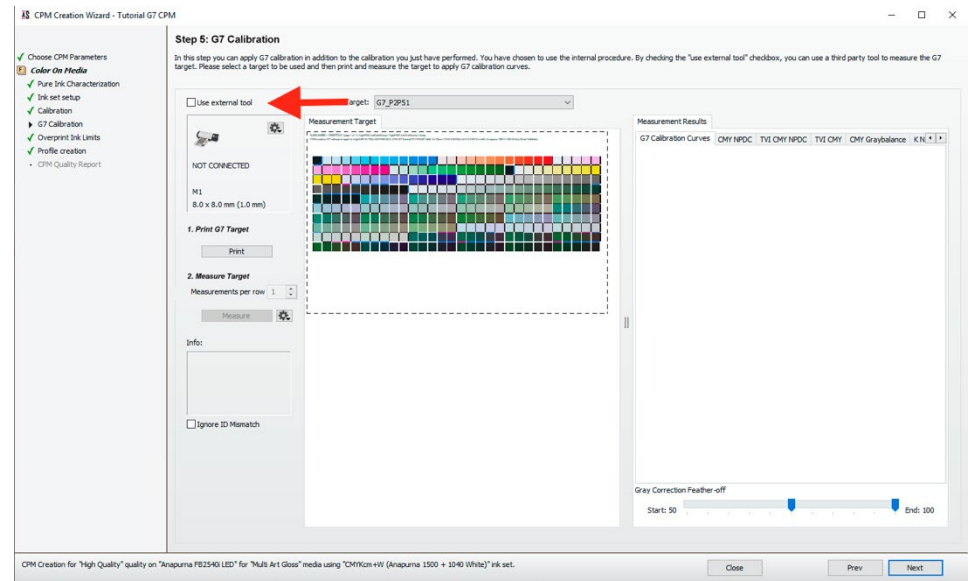 CPM Creation Wizard - Tutorial G7 CPM
Choose CPM Parameters
Color On Media
Pure Ink Characterization
Ink set setup
Calibration
G7 Calibration
Overprint Ink Limits
Profile creation
CPM Quality Report
Step 5: G7 Calibration
In this step you can apply G7 calibration in addition to the calibration you just have performed. You have chosen to use the internal procedure. By checking the "use external tool" checkbox, you can use a third party tool to measure the G7
target. Please select a target to be used and then print and measure the target to apply G7 calibration curves.
Use external tool
arget: G7_P2P51
NOT CONNECTED
M1
8.0 x 8.0 mm (1.0 mm)
1. Print G7 Target
Print
2. Measure Target
Measurements per row 1
Measure
Info:
Ignore ID Mismatch
Measurement Target
Measurement Results
G7 Calibration Curves CMY NPDC TVI CMY NPDC TVI CMY CMY Graybalance K N
Gray Correction Feather-off
Start: 50 End: 100
CPM Creation for "High Quality" quality on "Anapurna FB2540i LED" for "Multi Art Gloss" media using "CMYKcm+W (Anapurna 1500 + 1040 White)" ink set.
Close Prev Next